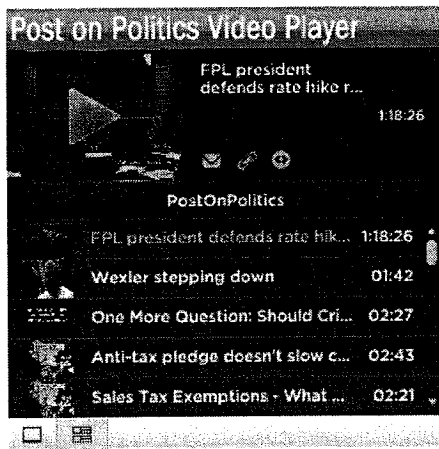 Post on Politics Video Player
FPL president
defends rate hike r...
1:18:26
PostOnPolitics
FPL president defends rate hik... 1:18:26
Wexler stepping down 01:42
One More Question: Should Cri... 02:27
Anti-tax pledge doesn't slow c... 02:43
Sales Tax Exemptions - What ... 02:21